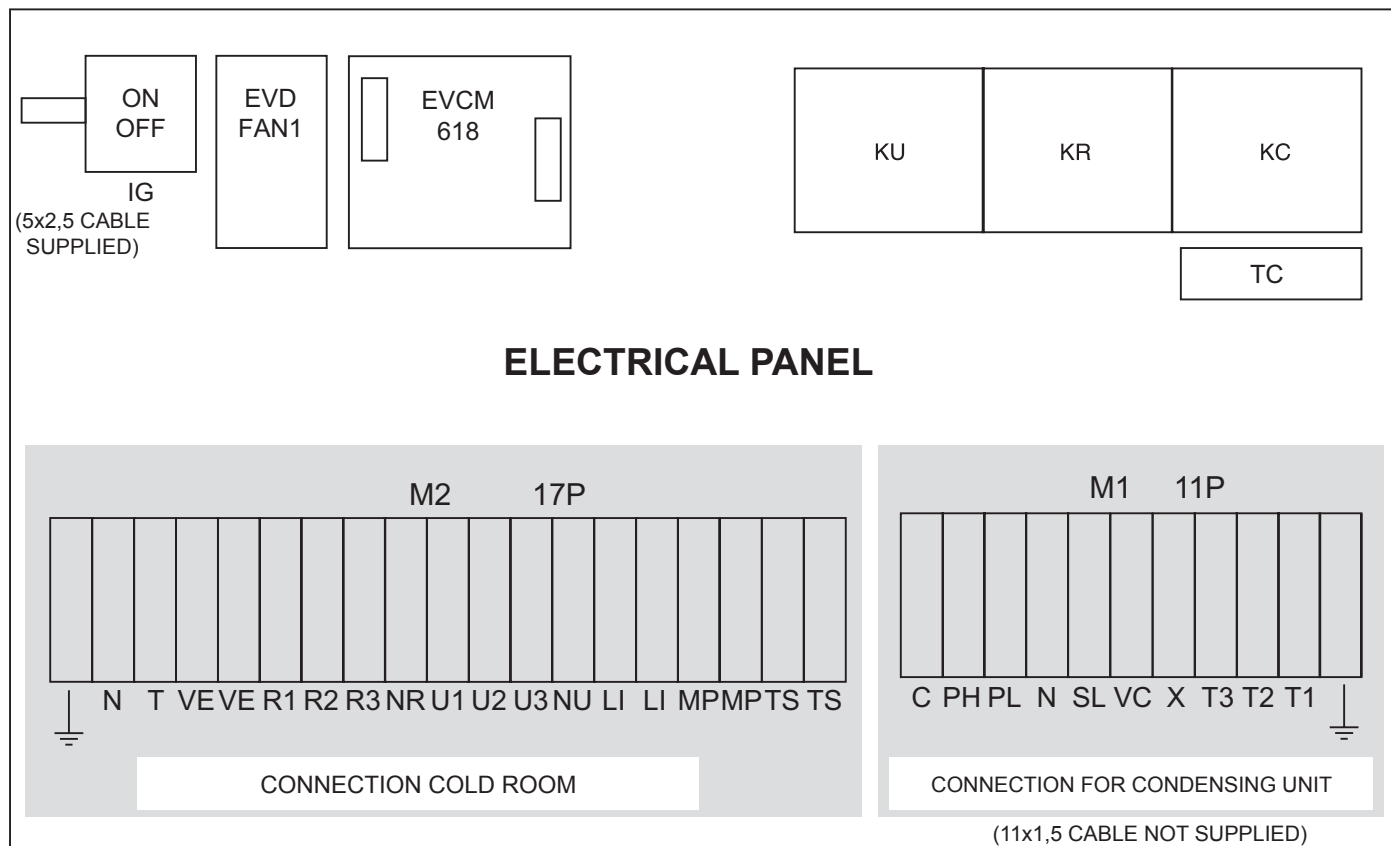 ON
OFF
IG
(5x2,5 CABLE
SUPPLIED)
EVD
FAN1
EVCM
618
KU
KR
KC
TC
ELECTRICAL PANEL
M2 17P
N T VE VE R1 R2 R3 NR U1 U2 U3 NU LI LI MP MP TS TS
CONNECTION COLD ROOM
M1 11P
C PH PL N SL VC X T3 T2 T1
CONNECTION FOR CONDENSING UNIT
(11x1,5 CABLE NOT SUPPLIED)